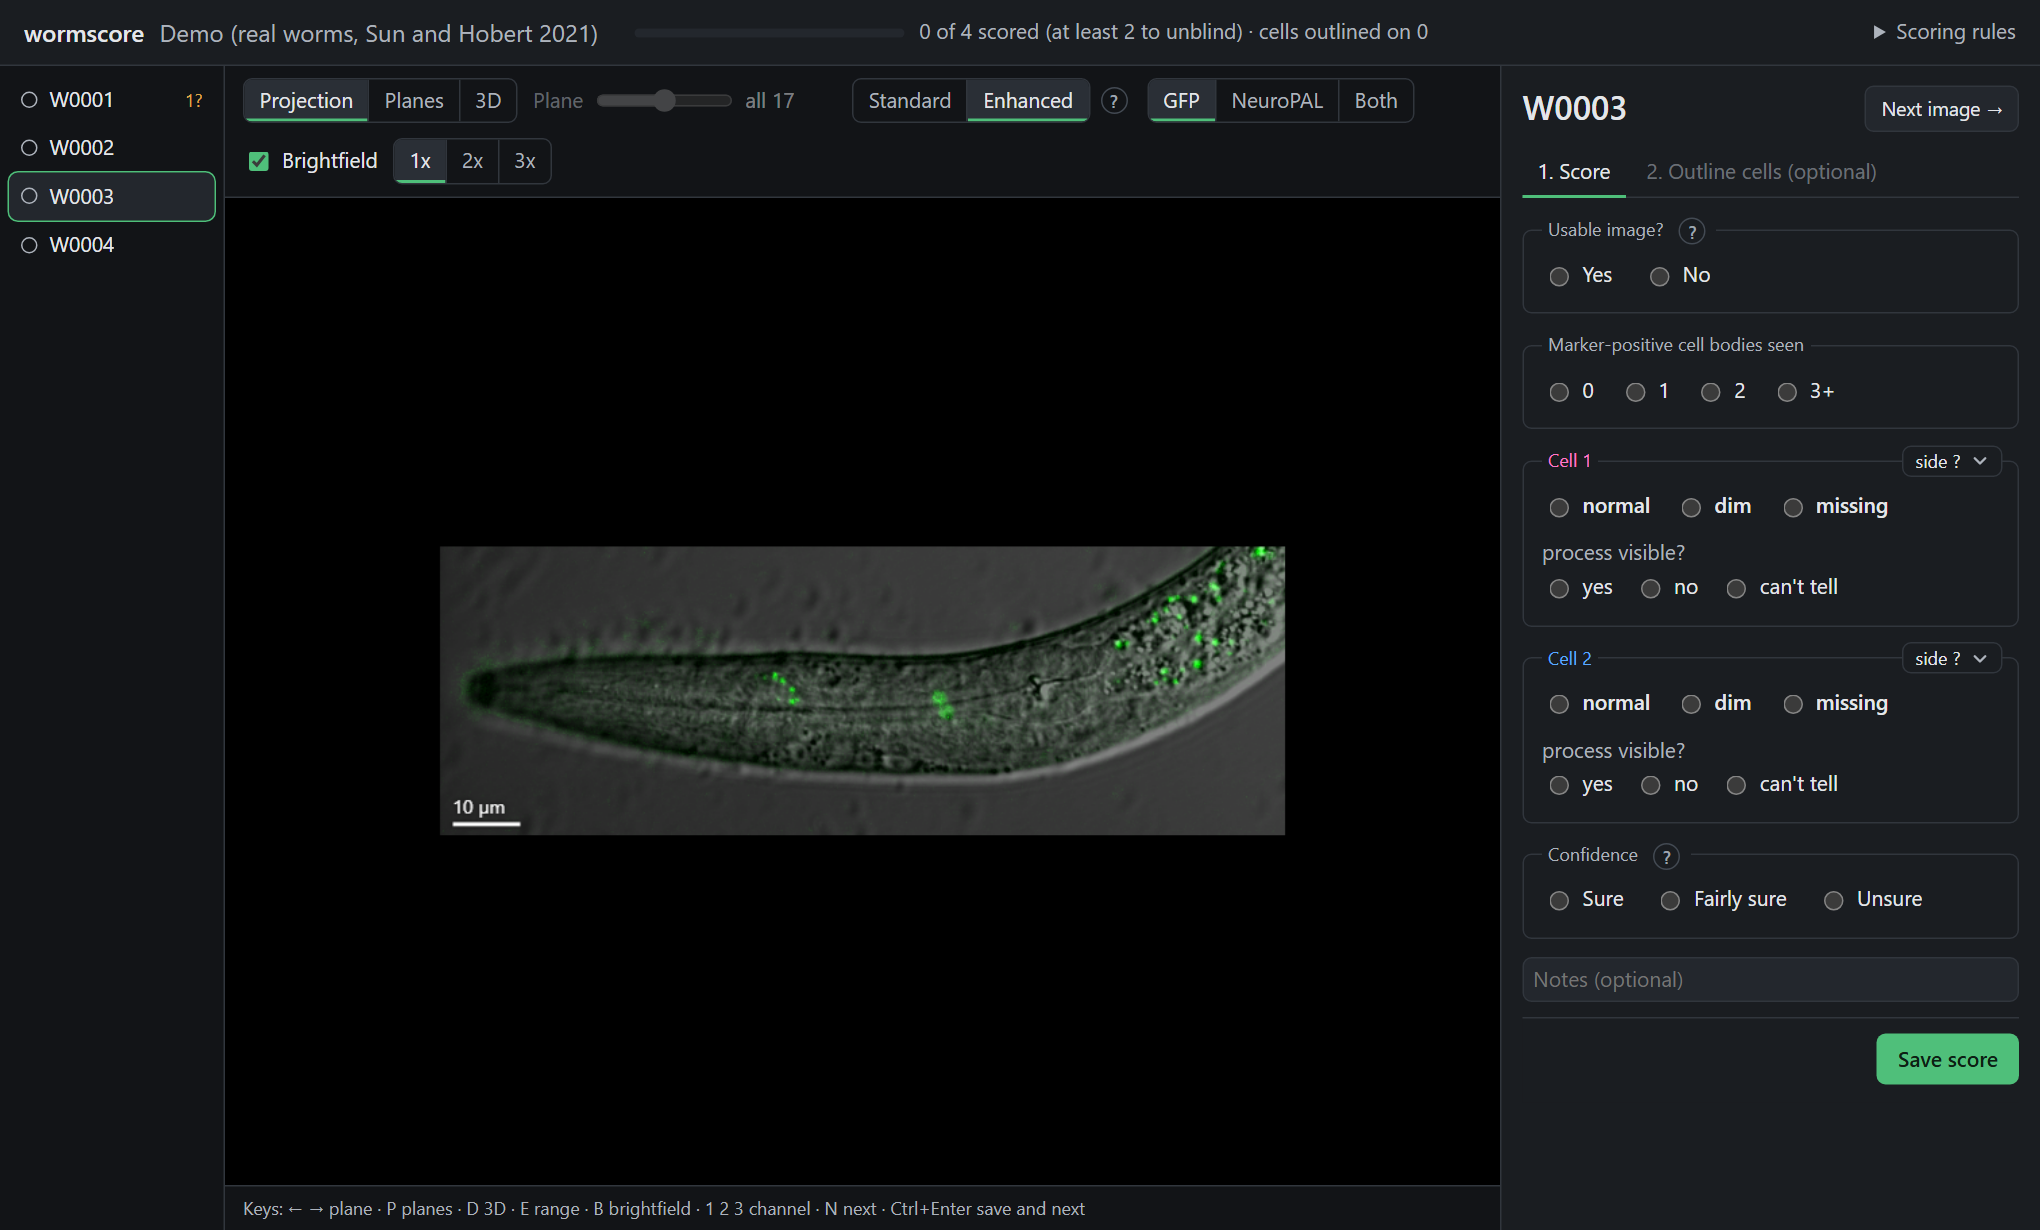 wormscore Demo (real worms, Sun and Hobert 2021) 0 of 4 scored (at least 2 to unblind) · cells outlined on 0 ▶ Scoring rules
W0001 1?
W0002
W0003
W0004
Projection Planes 3D Plane all 17 Standard Enhanced ? GFP NeuroPAL Both
Brightfield 1x 2x 3x
10 µm
Keys: ← → plane · P planes · D 3D · E range · B brightfield · 1 2 3 channel · N next · Ctrl+Enter save and next
W0003 Next image →
1. Score 2. Outline cells (optional)
Usable image? ?
Yes No
Marker-positive cell bodies seen
0 1 2 3+
Cell 1 side ?
normal dim missing
process visible?
yes no can't tell
Cell 2 side ?
normal dim missing
process visible?
yes no can't tell
Confidence ?
Sure Fairly sure Unsure
Notes (optional)
Save score